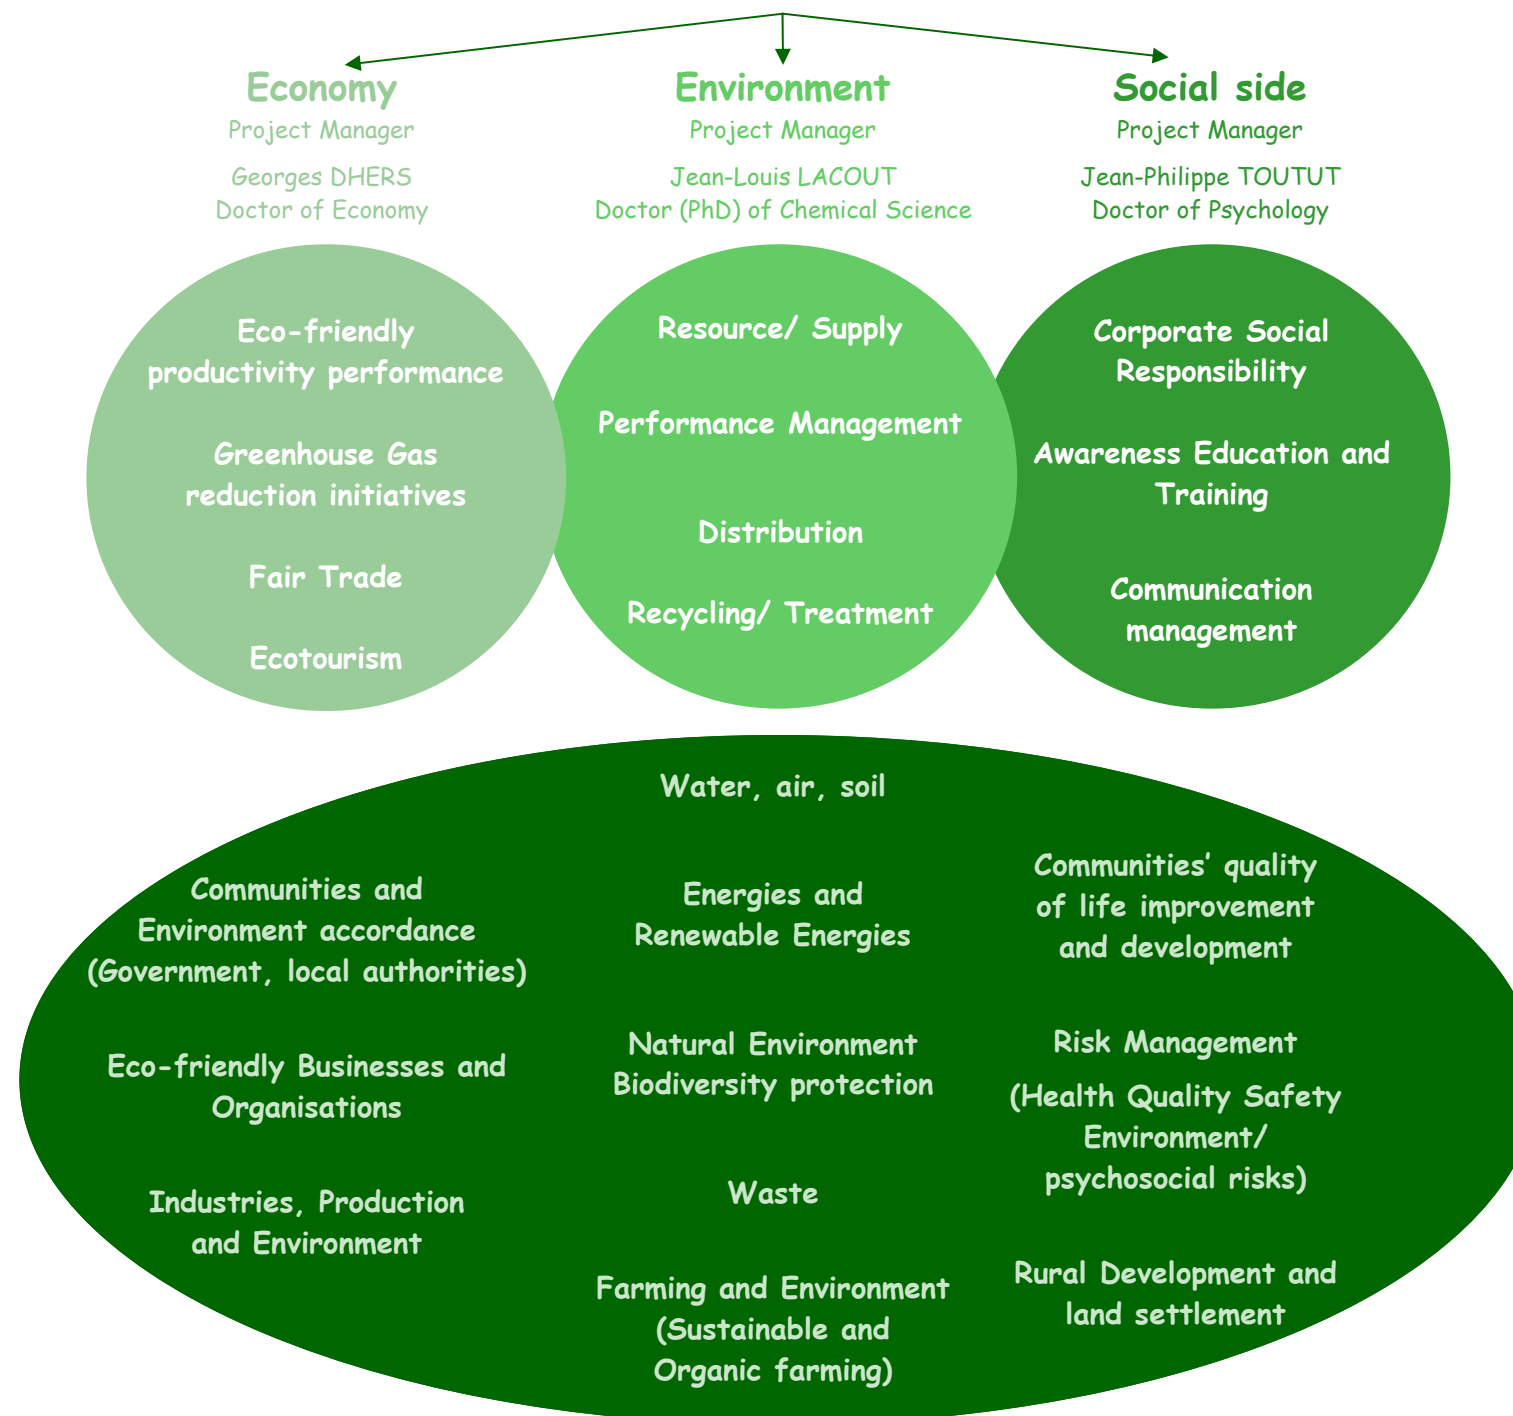 Economy
Project Manager
Georges DHERS
Doctor of Economy
Environment
Project Manager
Jean-Louis LACOUT
Doctor (PhD) of Chemical Science
Social side
Project Manager
Jean-Philippe TOUTUT
Doctor of Psychology
Eco-friendly
productivity performance
Greenhouse Gas
reduction initiatives
Fair Trade
Ecotourism
Resource/ Supply
Performance Management
Distribution
Recycling/ Treatment
Corporate Social
Responsibility
Awareness Education and
Training
Communication
management
Communities and
Environment accordance
(Government, local authorities)
Eco-friendly Businesses and
Organisations
Industries, Production
and Environment
Water, air, soil
Energies and
Renewable Energies
Natural Environment
Biodiversity protection
Waste
Farming and Environment
(Sustainable and
Organic farming)
Communities’ quality
of life improvement
and development
Risk Management
(Health Quality Safety
Environment/
psychosocial risks)
Rural Development and
land settlement